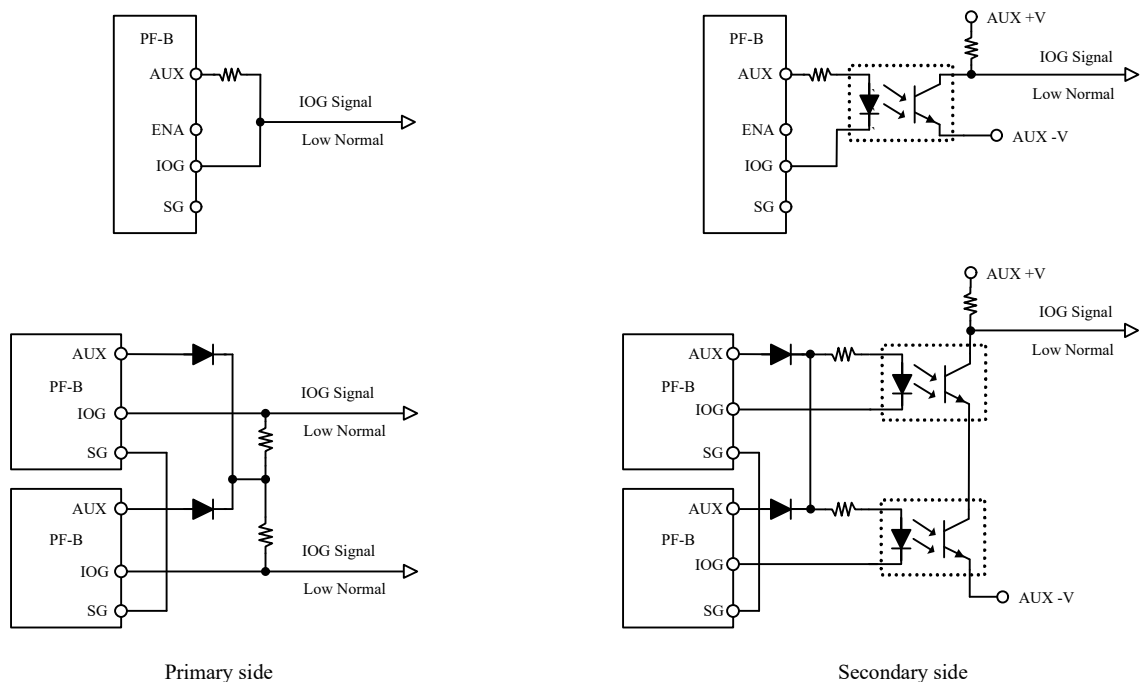 PF-B
AUX
IOG Signal
ENA
Low Normal
IOG
SG
AUX +V
PF-B
AUX
IOG Signal
Low Normal
ENA
AUX -V
IOG
SG
AUX
PF-B
IOG Signal
IOG
Low Normal
SG
AUX
PF-B
IOG Signal
IOG
Low Normal
SG
AUX +V
IOG Signal
Low Normal
AUX
PF-B
IOG
SG
AUX
PF-B
IOG
AUX -V
SG
Primary side
Secondary side